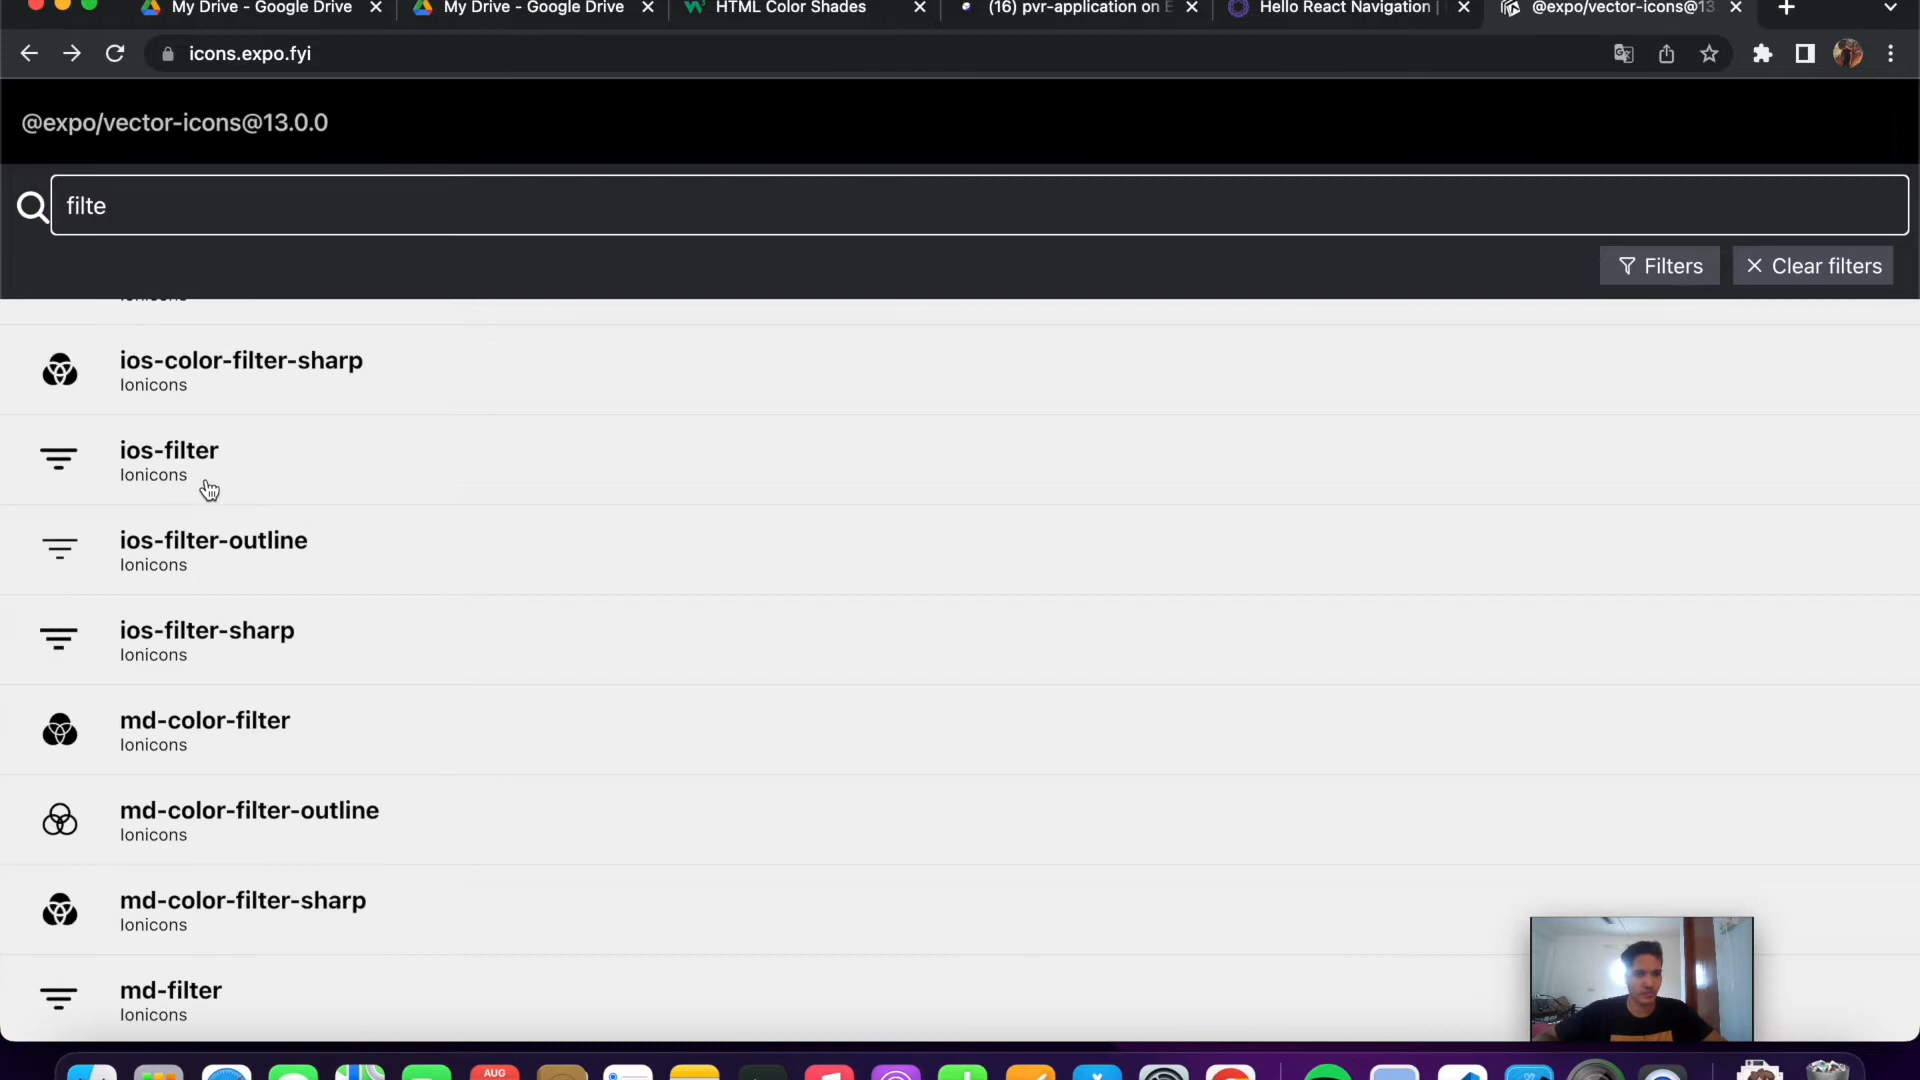 My Drive - Google Drive
My Drive - Google Drive
HTML Color Shades
(16) pvr-application on E
Hello React Navigation |
@expo/vector-icons@13
icons.expo.fyi
@expo/vector-icons@13.0.0
filte
Filters
Clear filters
Ionicons
ios-color-filter-sharp
Ionicons
ios-filter
Ionicons
ios-filter-outline
Ionicons
ios-filter-sharp
Ionicons
md-color-filter
Ionicons
md-color-filter-outline
Ionicons
md-color-filter-sharp
Ionicons
md-filter
Ionicons
AUG